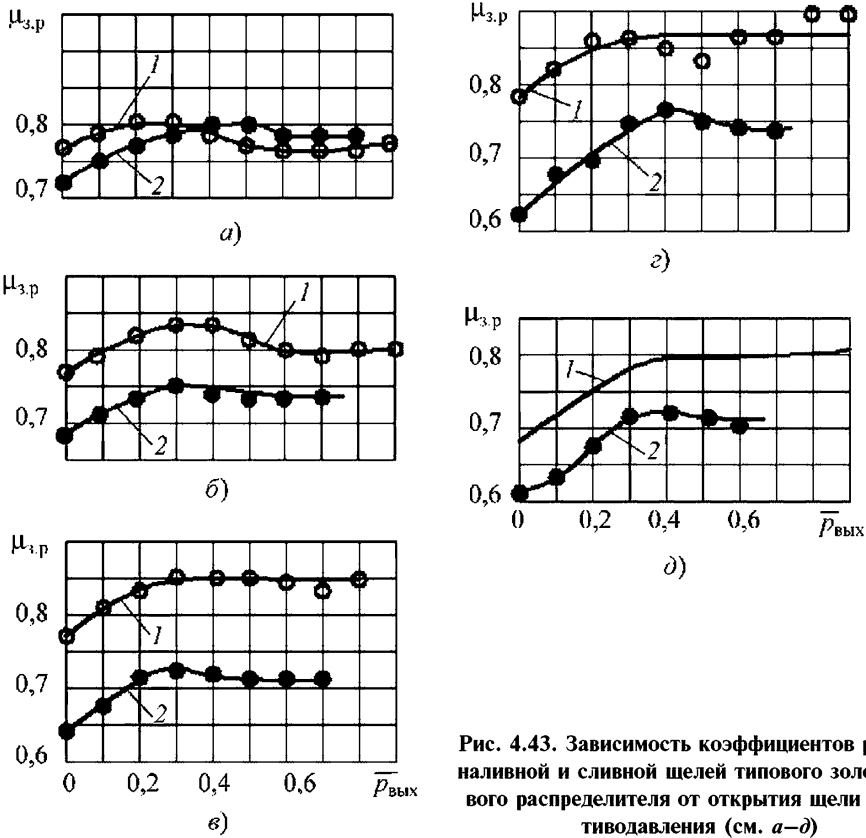 μз.р
1
0,8
0,7
2
а)
μз.р
1
0,8
0,7
2
б)
μз.р
0,8
1
0,7
2
0,6
0 0,2 0,4 0,6 p̅вых
в)
μз.р
0,8
1
0,7
2
0,6
г)
μз.р
0,8
1
0,7
2
0,6
0 0,2 0,4 0,6 p̅вых
д)
Рис. 4.43. Зависимость коэффициентов
наливной и сливной щелей типового золо
вого распределителя от открытия щели
тиводавления (см. а–д)